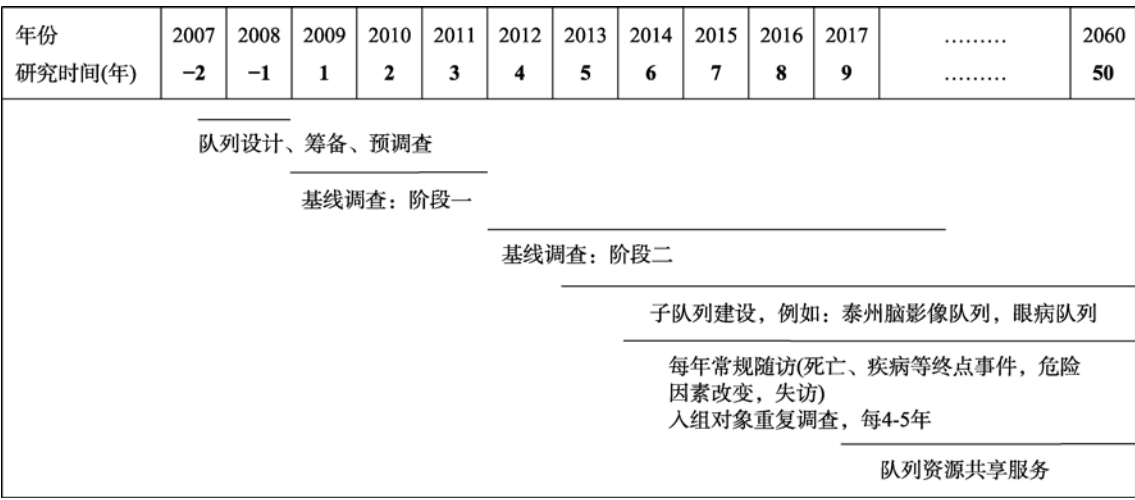 年份 2007 2008 2009 2010 2011 2012 2013 2014 2015 2016 2017 ……… 2060
研究时间(年) −2 −1 1 2 3 4 5 6 7 8 9 ……… 50
队列设计、筹备、预调查
基线调查：阶段一
基线调查：阶段二
子队列建设，例如：泰州脑影像队列，眼病队列
每年常规随访(死亡、疾病等终点事件，危险
因素改变，失访)
入组对象重复调查，每4-5年
队列资源共享服务